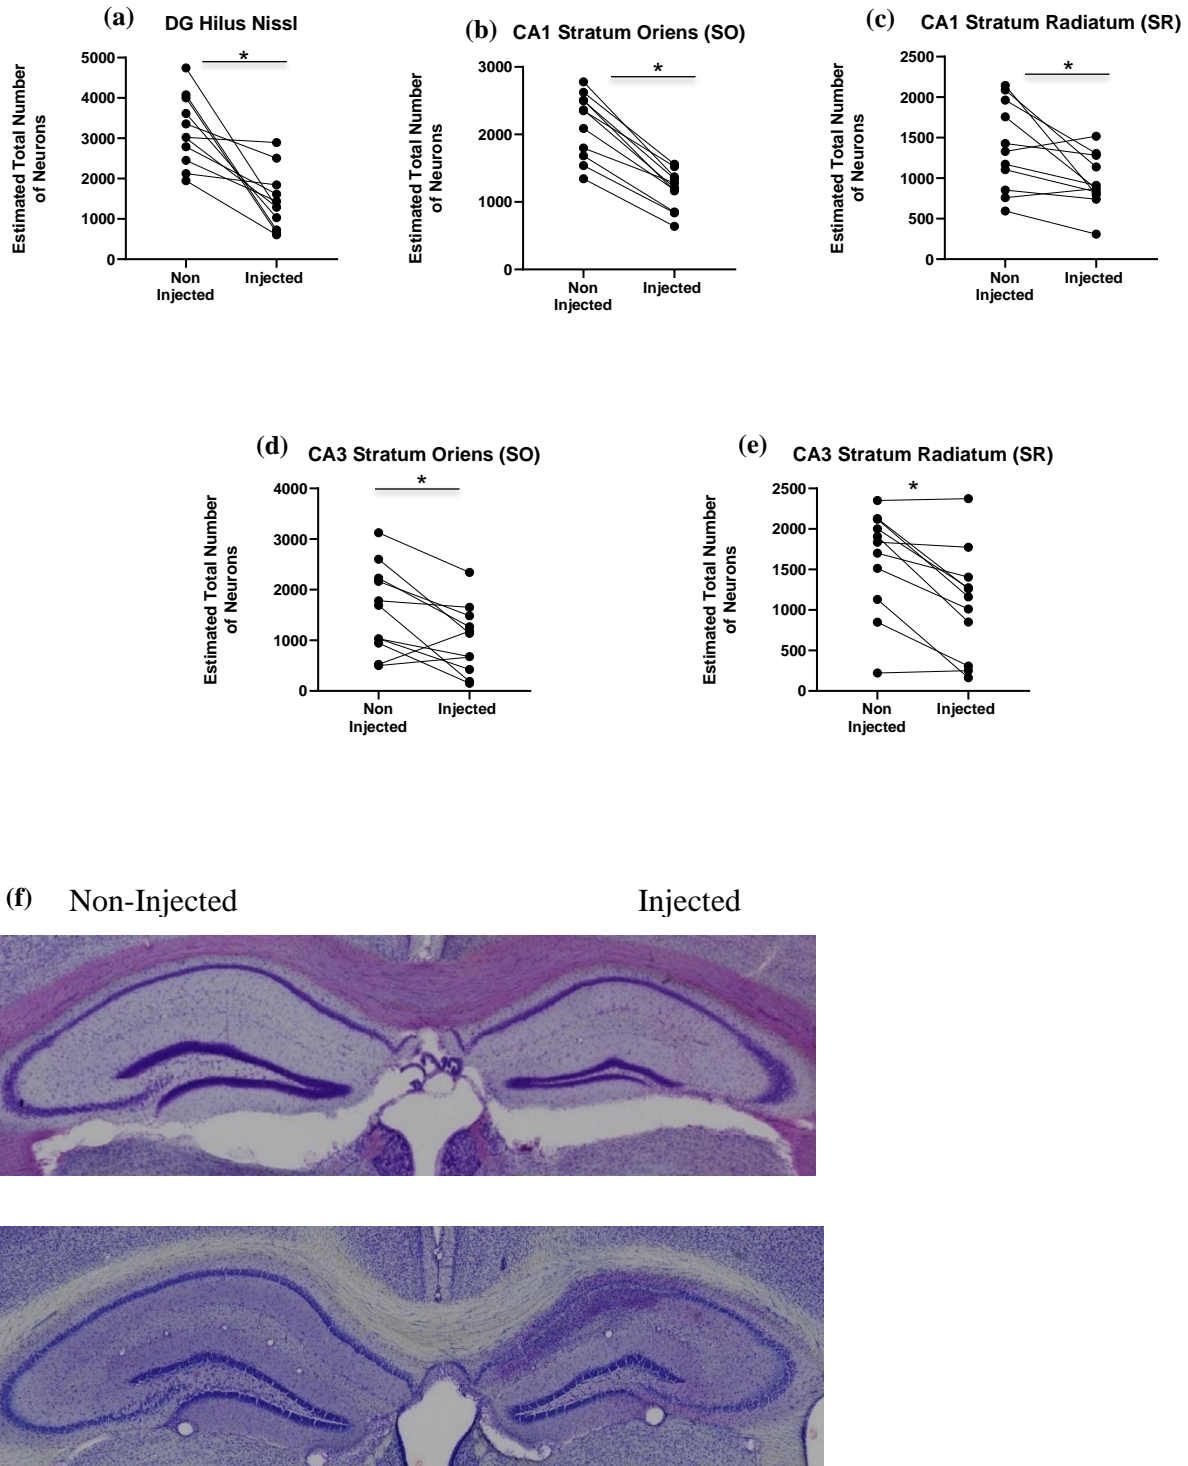 (a)
DG Hilus Nissl
Estimated Total Number
of Neurons
5000
4000
3000
2000
1000
0
*
Non
Injected
Injected
(b)
CA1 Stratum Oriens (SO)
Estimated Total Number
of Neurons
3000
2000
1000
0
*
Non
Injected
Injected
(c)
CA1 Stratum Radiatum (SR)
Estimated Total Number
of Neurons
2500
2000
1500
1000
500
0
*
Non
Injected
Injected
(d)
CA3 Stratum Oriens (SO)
Estimated Total Number
of Neurons
4000
3000
2000
1000
0
*
Non
Injected
Injected
(e)
CA3 Stratum Radiatum (SR)
Estimated Total Number
of Neurons
2500
2000
1500
1000
500
0
*
Non
Injected
Injected
(f)
Non-Injected
Injected